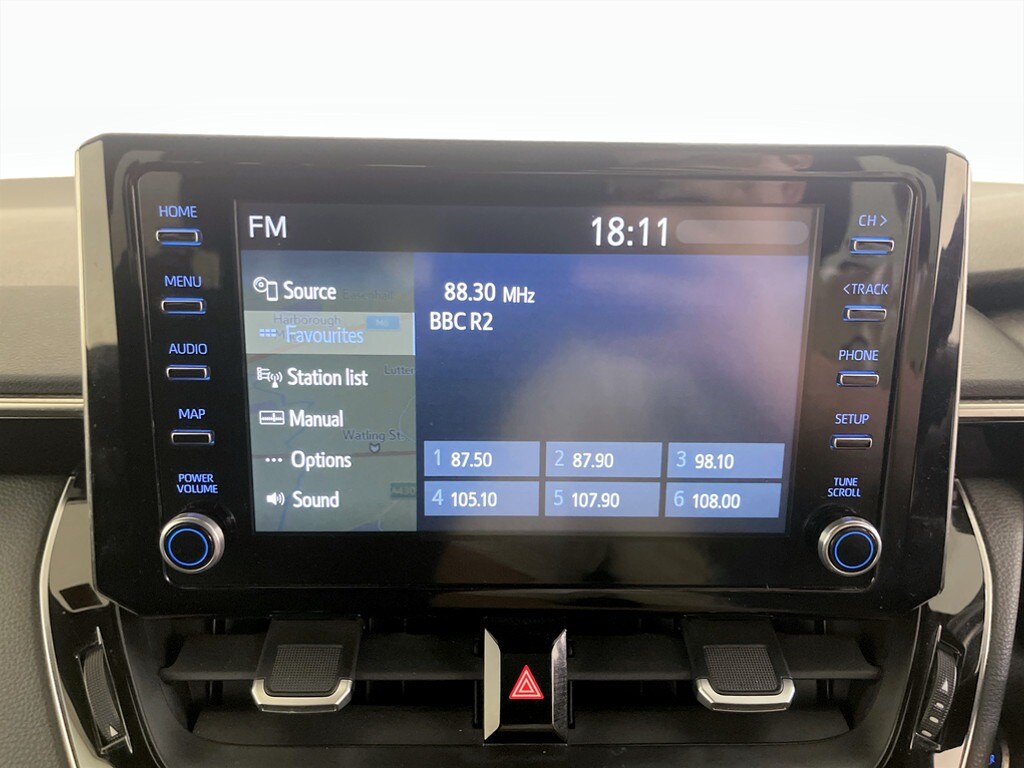 HOME
MENU
AUDIO
MAP
POWER
VOLUME
FM
18:11
Source
Harborough
Favourites
Station list
Manual
Watling St
Options
Sound
88.30 MHz
BBC R2
1 87.50
2 87.90
3 98.10
4 105.10
5 107.90
6 108.00
CH >
<TRACK
PHONE
SETUP
TUNE
SCROLL